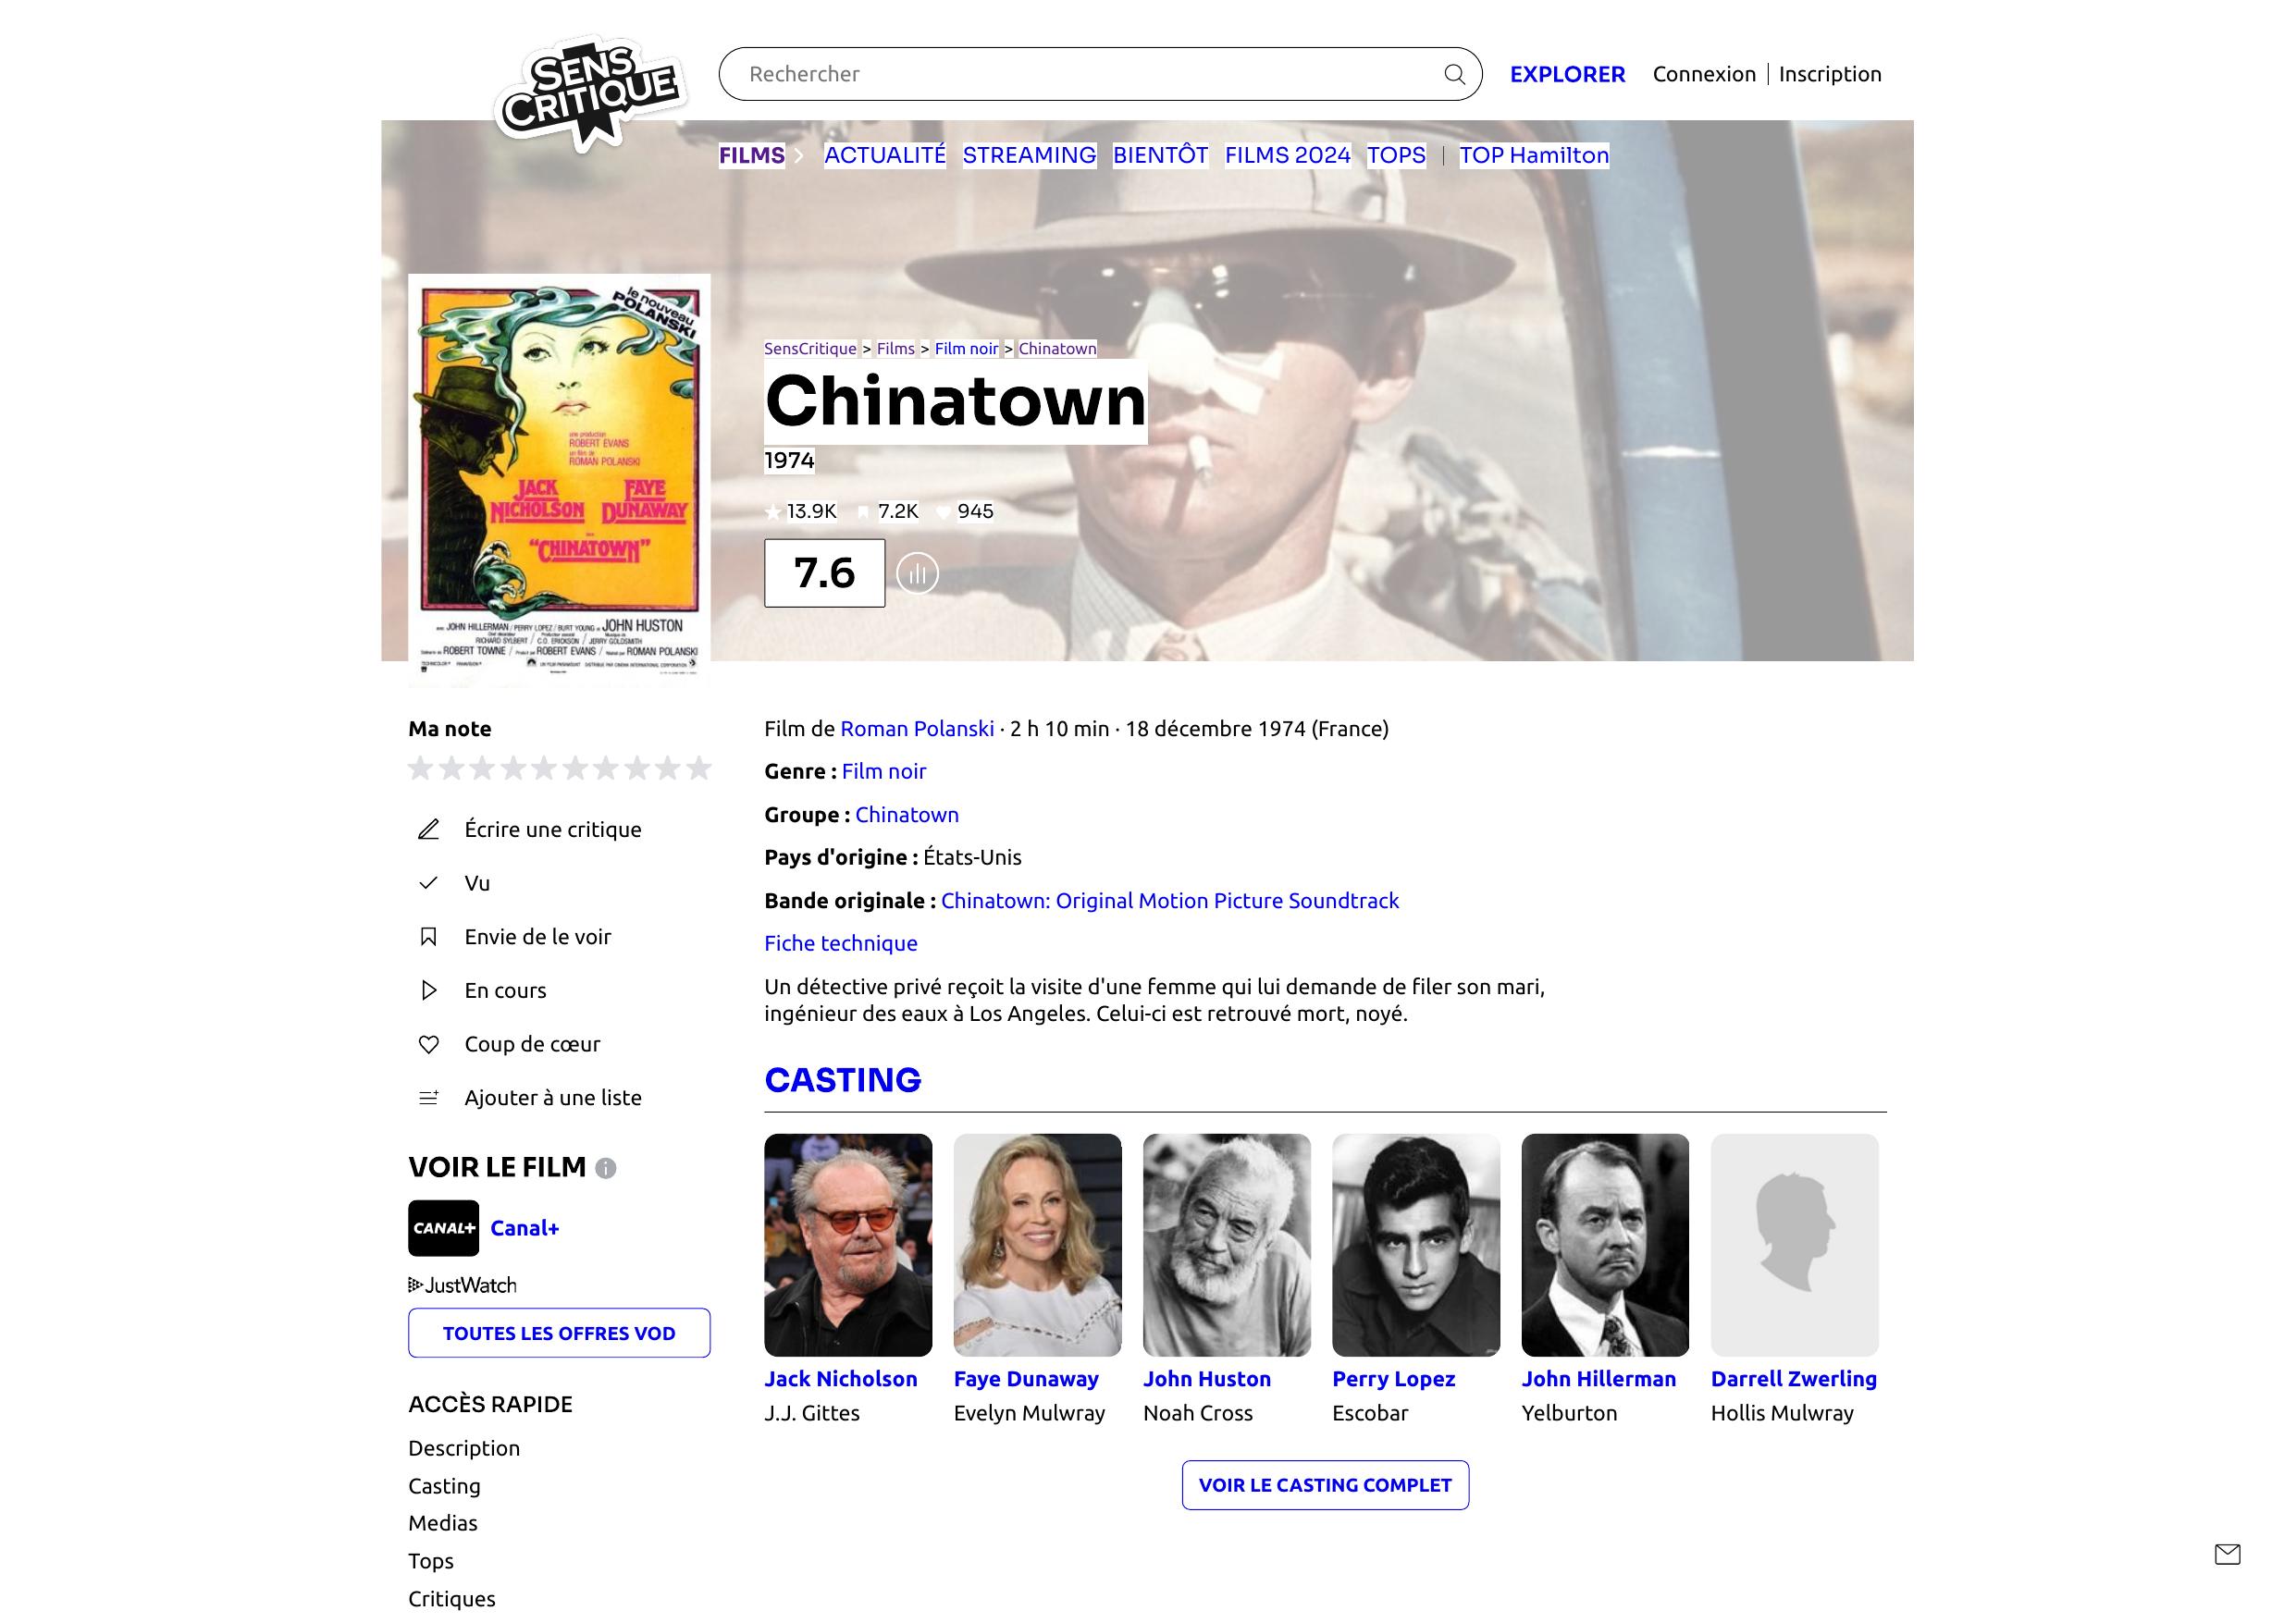 SENS CRITIQUE
Rechercher
EXPLORER
Connexion | Inscription
FILMS ACTUALITÉ STREAMING BIENTÔT FILMS 2024 TOPS | TOP Hamilton
le nouveau
POLANSKI
une production
ROBERT EVANS
un film de
ROMAN POLANSKI
JACK NICHOLSON
FAYE DUNAWAY
"CHINATOWN"
JOHN HILLERMAN / PERRY LOPEZ / BURT YOUNG JOHN HUSTON
RICHARD SYLBERT / C.O. ERICKSON / JERRY GOLDSMITH
ROBERT TOWNE / ROBERT EVANS / ROMAN POLANSKI
SensCritique > Films > Film noir > Chinatown
Chinatown
1974
13.9K 7.2K 945
7.6
Ma note
Écrire une critique
Vu
Envie de le voir
En cours
Coup de cœur
Ajouter à une liste
VOIR LE FILM
CANAL+ Canal+
JustWatch
TOUTES LES OFFRES VOD
ACCÈS RAPIDE
Description
Casting
Medias
Tops
Critiques
Film de Roman Polanski · 2 h 10 min · 18 décembre 1974 (France)
Genre : Film noir
Groupe : Chinatown
Pays d'origine : États-Unis
Bande originale : Chinatown: Original Motion Picture Soundtrack
Fiche technique
Un détective privé reçoit la visite d'une femme qui lui demande de filer son mari,
ingénieur des eaux à Los Angeles. Celui-ci est retrouvé mort, noyé.
CASTING
Jack Nicholson
J.J. Gittes
Faye Dunaway
Evelyn Mulwray
John Huston
Noah Cross
Perry Lopez
Escobar
John Hillerman
Yelburton
Darrell Zwerling
Hollis Mulwray
VOIR LE CASTING COMPLET